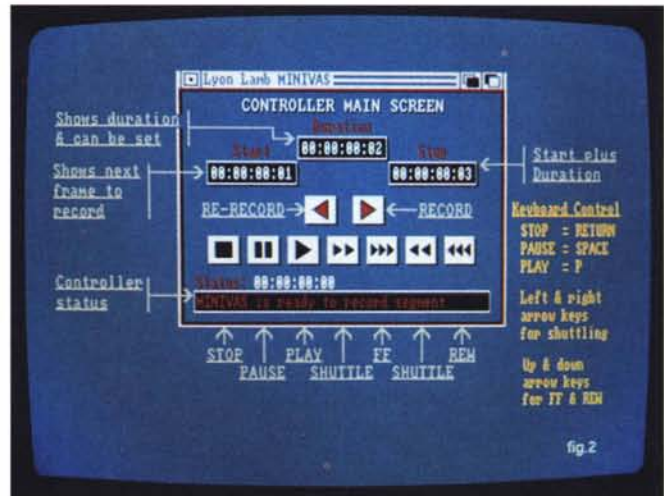 Lyon Lamb MINIVAS
CONTROLLER MAIN SCREEN
Shows duration
& can be set
Duration
00:00:00:02
Start
00:00:00:01
Stop
00:00:00:03
Start plus
Duration
Shows next
frame to
record
RE-RECORD
RECORD
Keyboard Control
STOP = RETURN
PAUSE = SPACE
PLAY = P
Left & right
arrow keys
for shuttling
Up & down
arrow keys
for FF & REW
Controller
status
Status: 00:00:00:00
MINIVAS is ready to record segment
STOP PLAY FF REW
PAUSE SHUTTLE SHUTTLE
fig.2